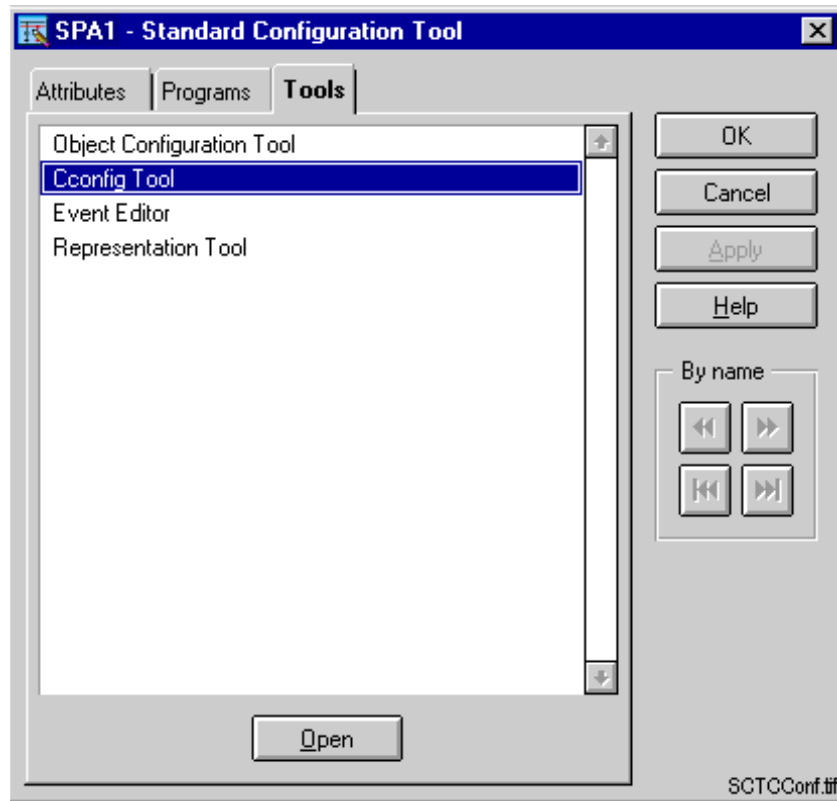 SPA1 - Standard Configuration Tool
Attributes
Programs
Tools
Object Configuration Tool
Cconfig Tool
Event Editor
Representation Tool
Open
OK
Cancel
Apply
Help
By name
SCTCConf.tif